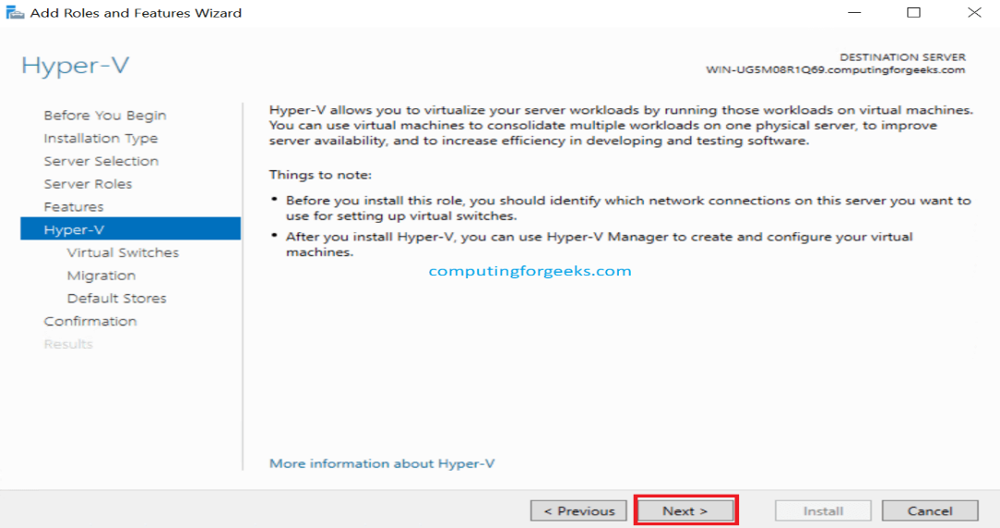 Add Roles and Features Wizard
Hyper-V
DESTINATION SERVER
WIN-UG5M08R1Q69.computingforgeeks.com
Before You Begin
Installation Type
Server Selection
Server Roles
Features
Hyper-V
Virtual Switches
Migration
Default Stores
Confirmation
Results
Hyper-V allows you to virtualize your server workloads by running those workloads on virtual machines.
You can use virtual machines to consolidate multiple workloads on one physical server, to improve
server availability, and to increase efficiency in developing and testing software.
Things to note:
• Before you install this role, you should identify which network connections on this server you want to
use for setting up virtual switches.
• After you install Hyper-V, you can use Hyper-V Manager to create and configure your virtual
machines.
computingforgeeks.com
More information about Hyper-V
< Previous
Next >
Install
Cancel